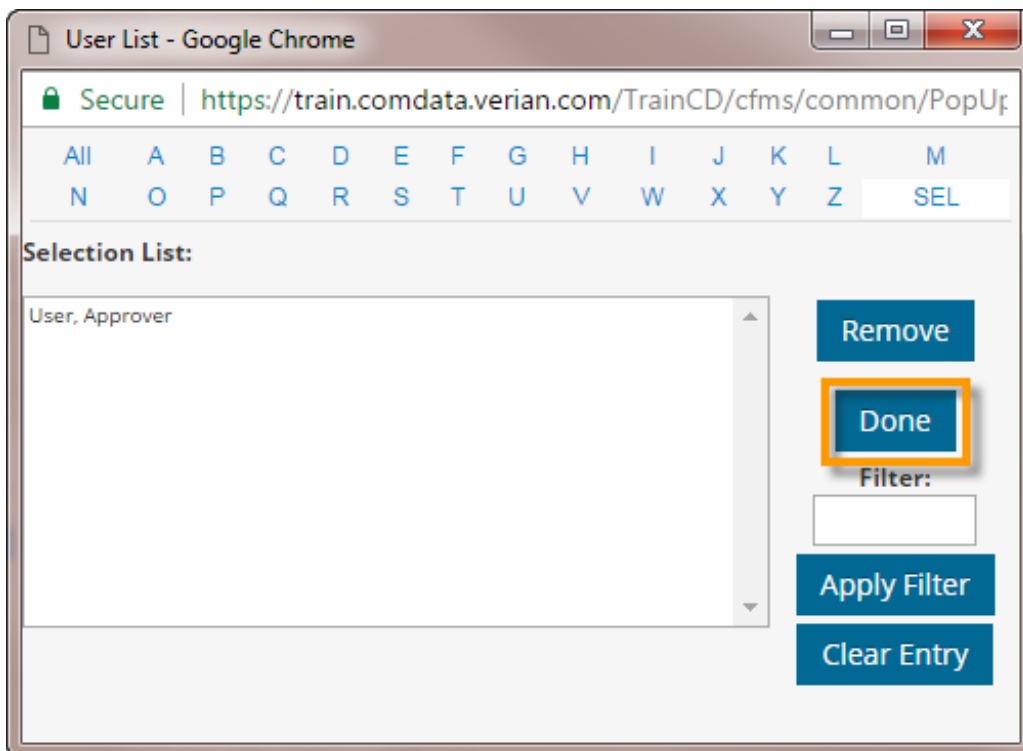 User List - Google Chrome
Secure | https://train.comdata.verian.com/TrainCD/cfms/common/PopUp
All A B C D E F G H I J K L M
N O P Q R S T U V W X Y Z SEL
Selection List:
User, Approver
Remove
Done
Filter:
Apply Filter
Clear Entry